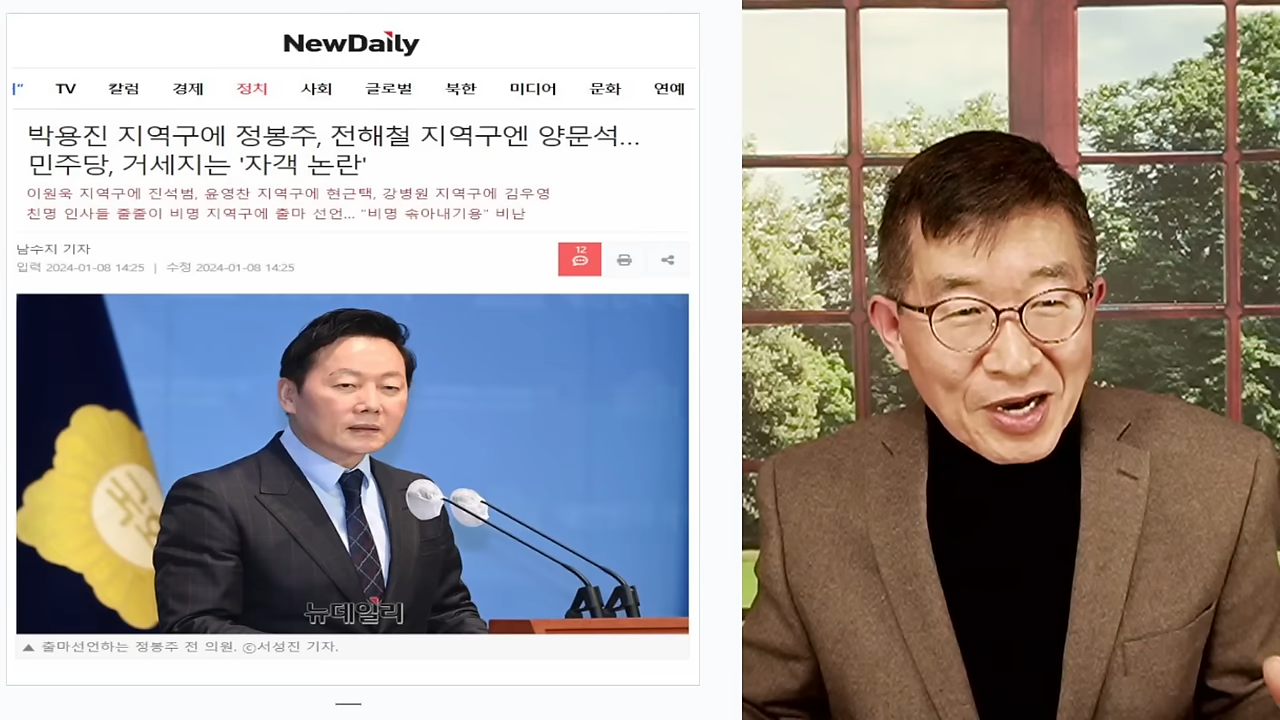 NewDaily
TV 칼럼 경제 정치 사회 글로벌 북한 미디어 문화 연예
박용진 지역구에 정봉주, 전해철 지역구엔 양문석...
민주당, 거세지는 '자객 논란'
이원욱 지역구에 진석범, 윤영찬 지역구에 현근택, 강병원 지역구에 김우영
친명 인사들 줄줄이 비명 지역구에 출마 선언... "비명 솎아내기용" 비난
남수지 기자
입력 2024-01-08 14:25 | 수정 2024-01-08 14:25
12
뉴데일리
▲ 출마선언하는 정봉주 전 의원. ⓒ서성진 기자.